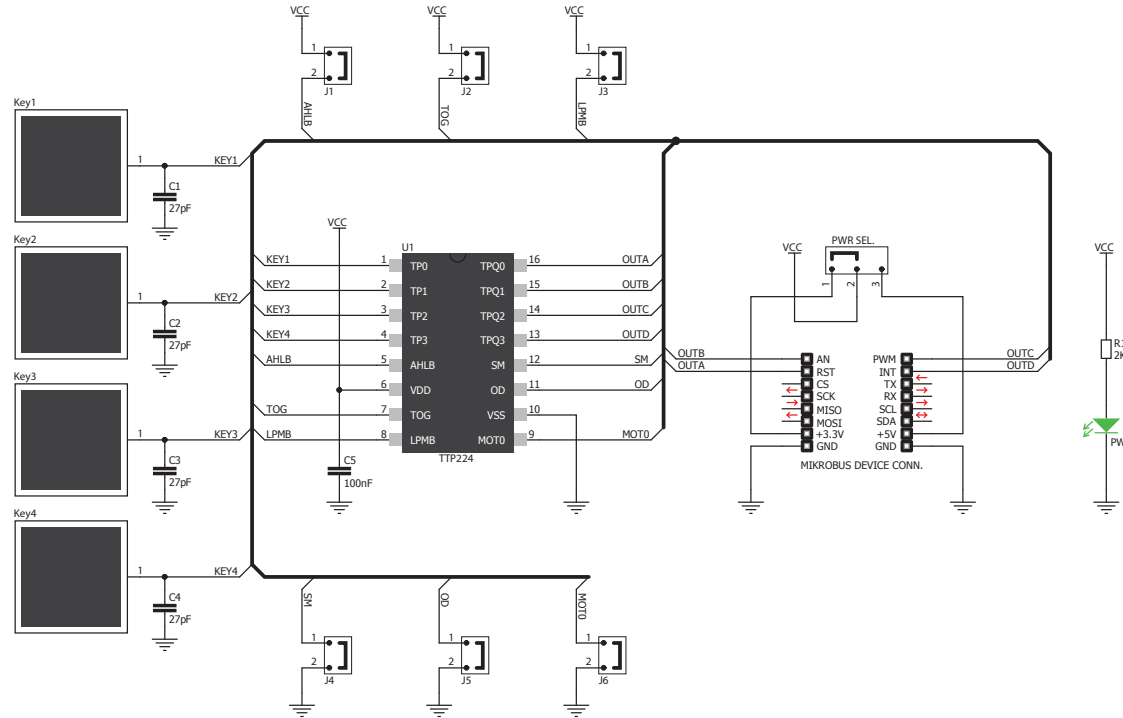 VCC
1
2
J1
AHLB
VCC
1
2
J2
TOG
VCC
1
2
J3
LPMB
Key1
1
KEY1
C1
27pF
Key2
1
KEY2
C2
27pF
Key3
1
KEY3
C3
27pF
Key4
1
KEY4
C4
27pF
VCC
C5
100nF
U1
KEY1 1 TP0 TPQ0 16 OUTA
KEY2 2 TP1 TPQ1 15 OUTB
KEY3 3 TP2 TPQ2 14 OUTC
KEY4 4 TP3 TPQ3 13 OUTD
AHLB 5 AHLB SM 12 SM
6 VDD OD 11 OD
TOG 7 TOG VSS 10
LPMB 8 LPMB MOT0 9 MOT0
TTP224
VCC
PWR SEL.
1 2 3
OUTB AN PWM OUTC
OUTA RST INT OUTD
CS TX
SCK RX
MISO SCL
MOSI SDA
+3.3V +5V
GND GND
MIKROBUS DEVICE CONN.
VCC
SM
1
2
J4
OD
1
2
J5
MOT0
1
2
J6